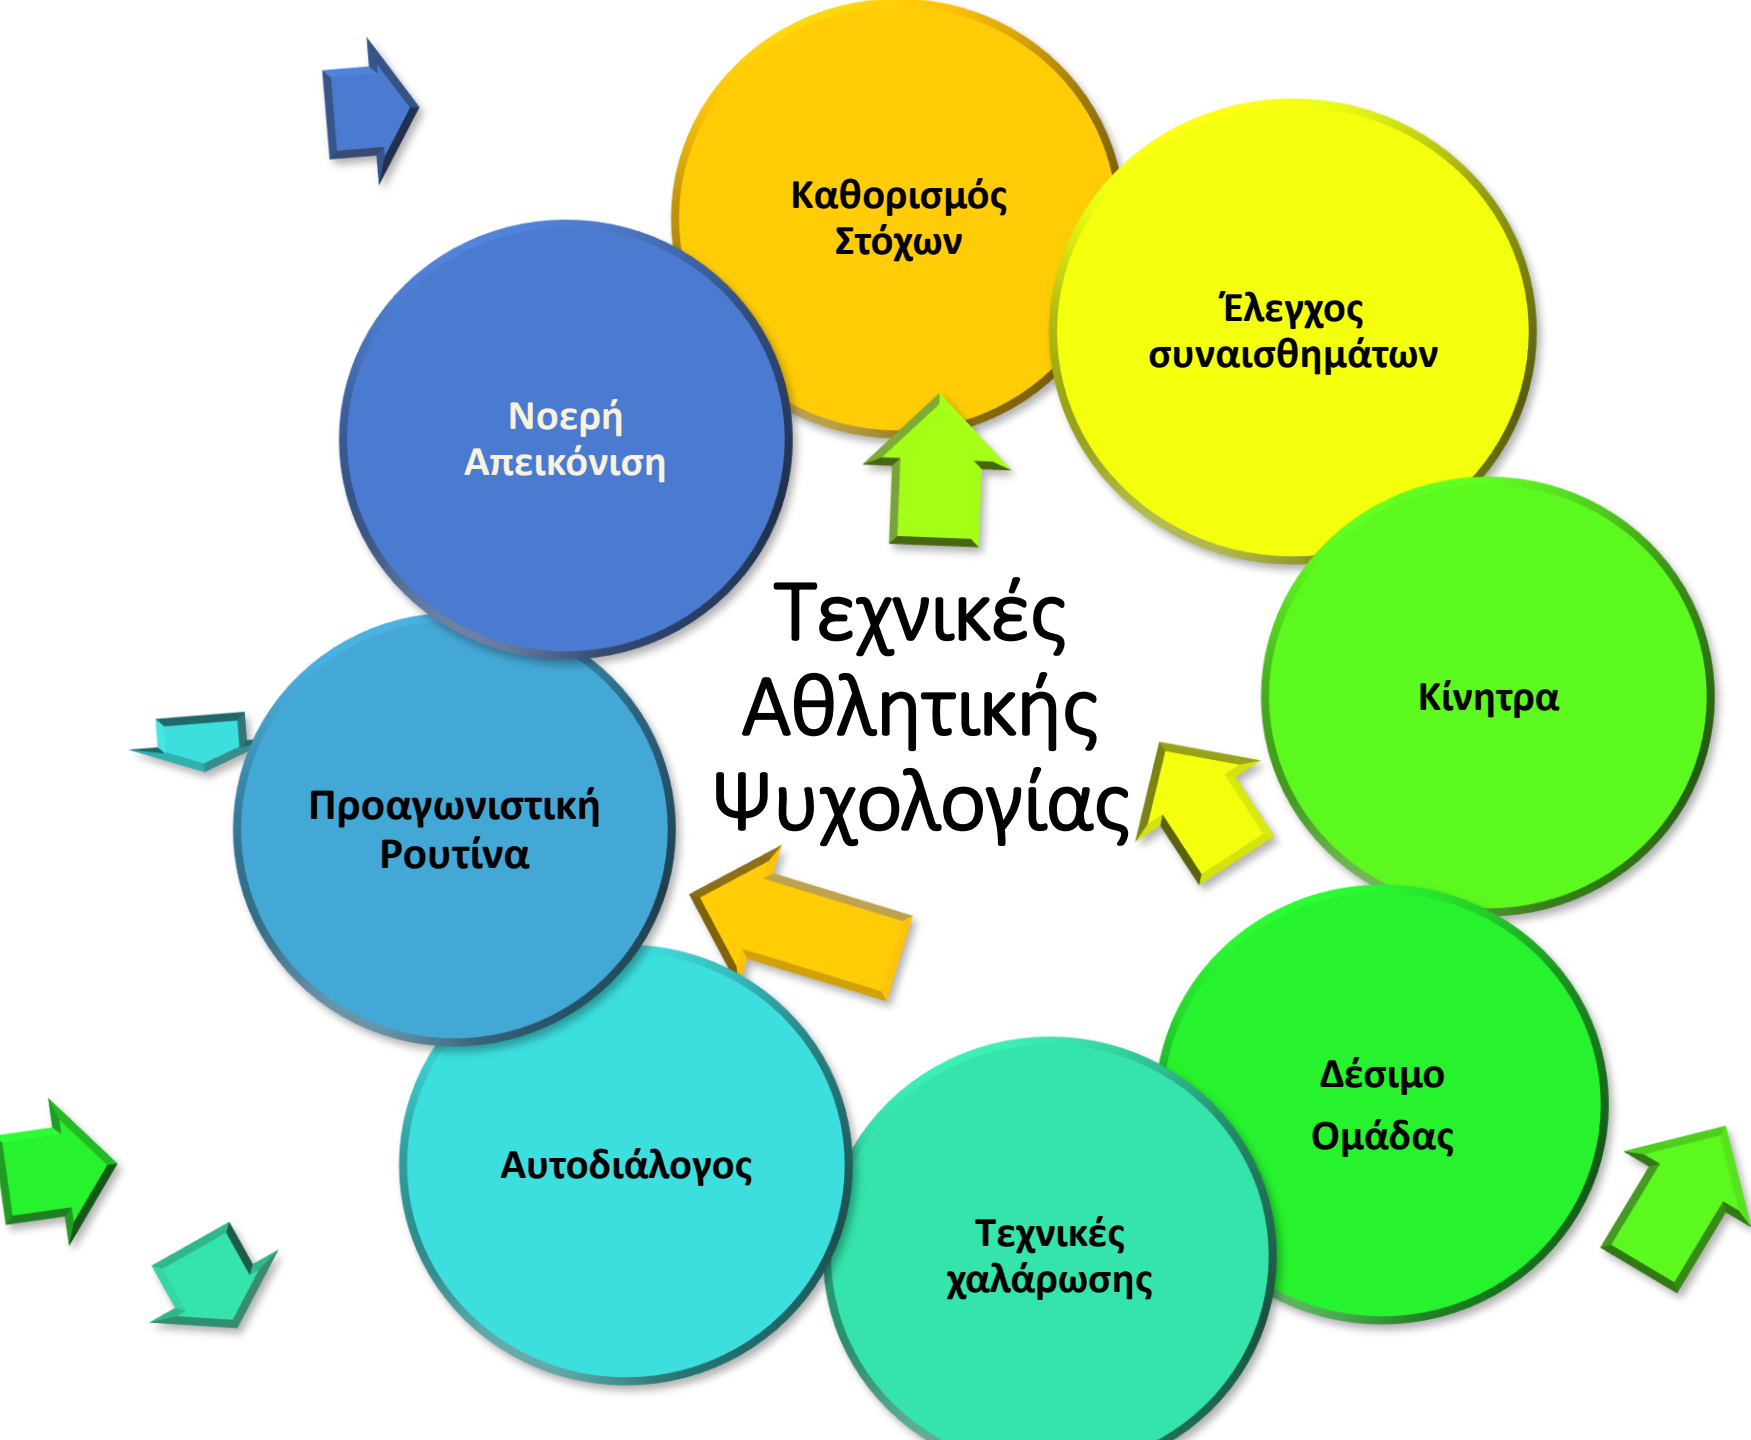 Καθορισμός
Στόχων
Έλεγχος
συναισθημάτων
Κίνητρα
Δέσιμο
Ομάδας
Τεχνικές
χαλάρωσης
Αυτοδιάλογος
Προαγωνιστική
Ρουτίνα
Νοερή
Απεικόνιση
Τεχνικές
Αθλητικής
Ψυχολογίας